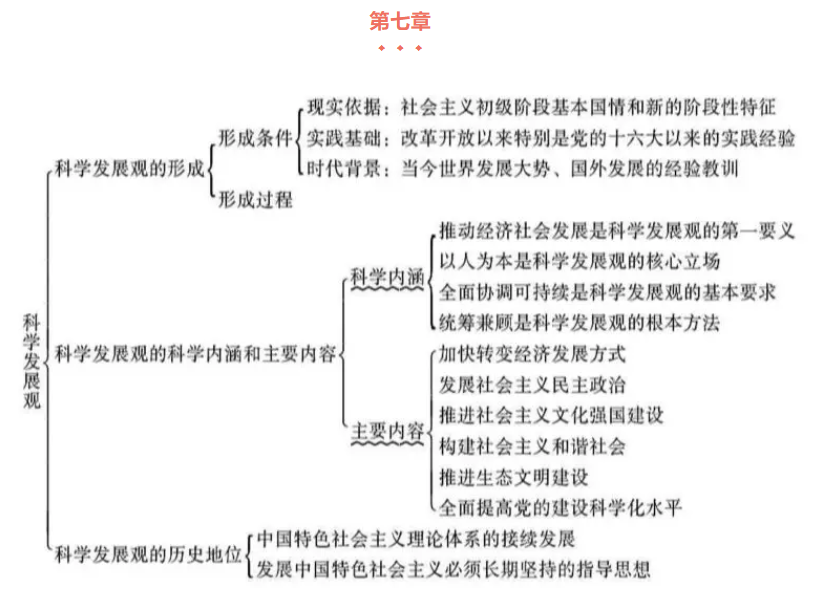 第七章
科学发展观
科学发展观的形成
形成条件
现实依据：社会主义初级阶段基本国情和新的阶段性特征
实践基础：改革开放以来特别是党的十六大以来的实践经验
时代背景：当今世界发展大势、国外发展的经验教训
形成过程
科学发展观的科学内涵和主要内容
科学内涵
推动经济社会发展是科学发展观的第一要义
以人为本是科学发展观的核心立场
全面协调可持续是科学发展观的基本要求
统筹兼顾是科学发展观的根本方法
主要内容
加快转变经济发展方式
发展社会主义民主政治
推进社会主义文化强国建设
构建社会主义和谐社会
推进生态文明建设
全面提高党的建设科学化水平
科学发展观的历史地位
中国特色社会主义理论体系的接续发展
发展中国特色社会主义必须长期坚持的指导思想